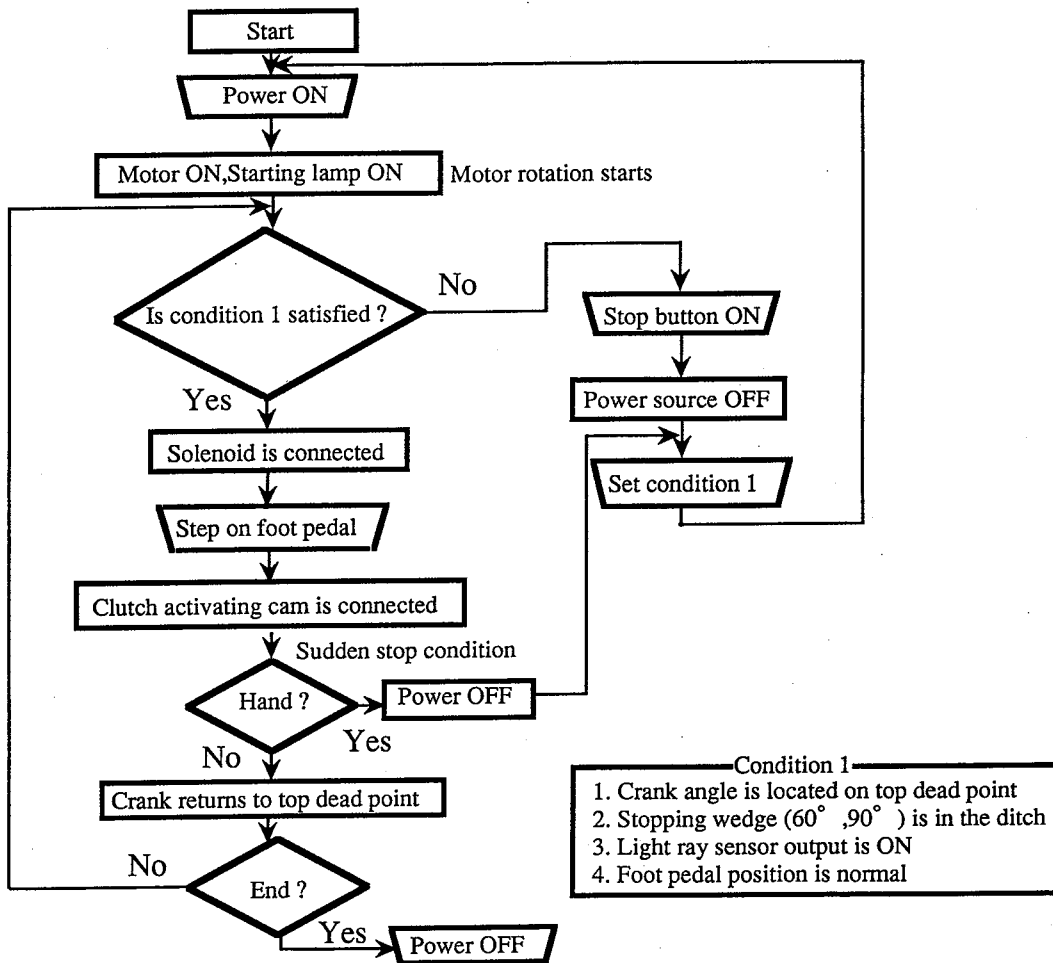 Start
Power ON
Motor ON,Starting lamp ON
Motor rotation starts
Is condition 1 satisfied ?
No
Stop button ON
Yes
Power source OFF
Solenoid is connected
Set condition 1
Step on foot pedal
Clutch activating cam is connected
Sudden stop condition
Hand ?
Power OFF
Yes
No
Crank returns to top dead point
No
End ?
Yes
Power OFF
Condition 1
1. Crank angle is located on top dead point
2. Stopping wedge (60° ,90° ) is in the ditch
3. Light ray sensor output is ON
4. Foot pedal position is normal